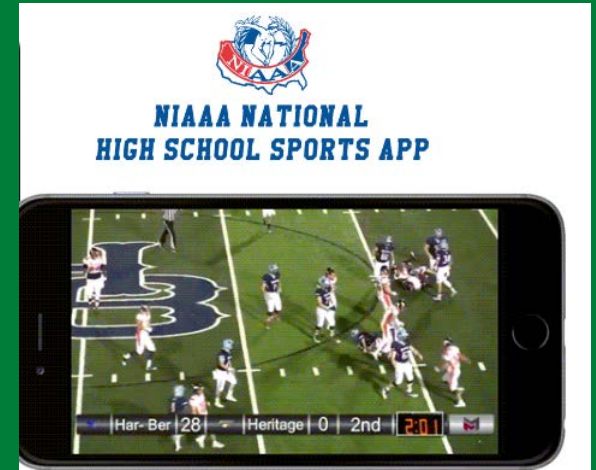 NIAAA
NIAAA NATIONAL
HIGH SCHOOL SPORTS APP
Har- Ber 28 Heritage 0 2nd 2:01